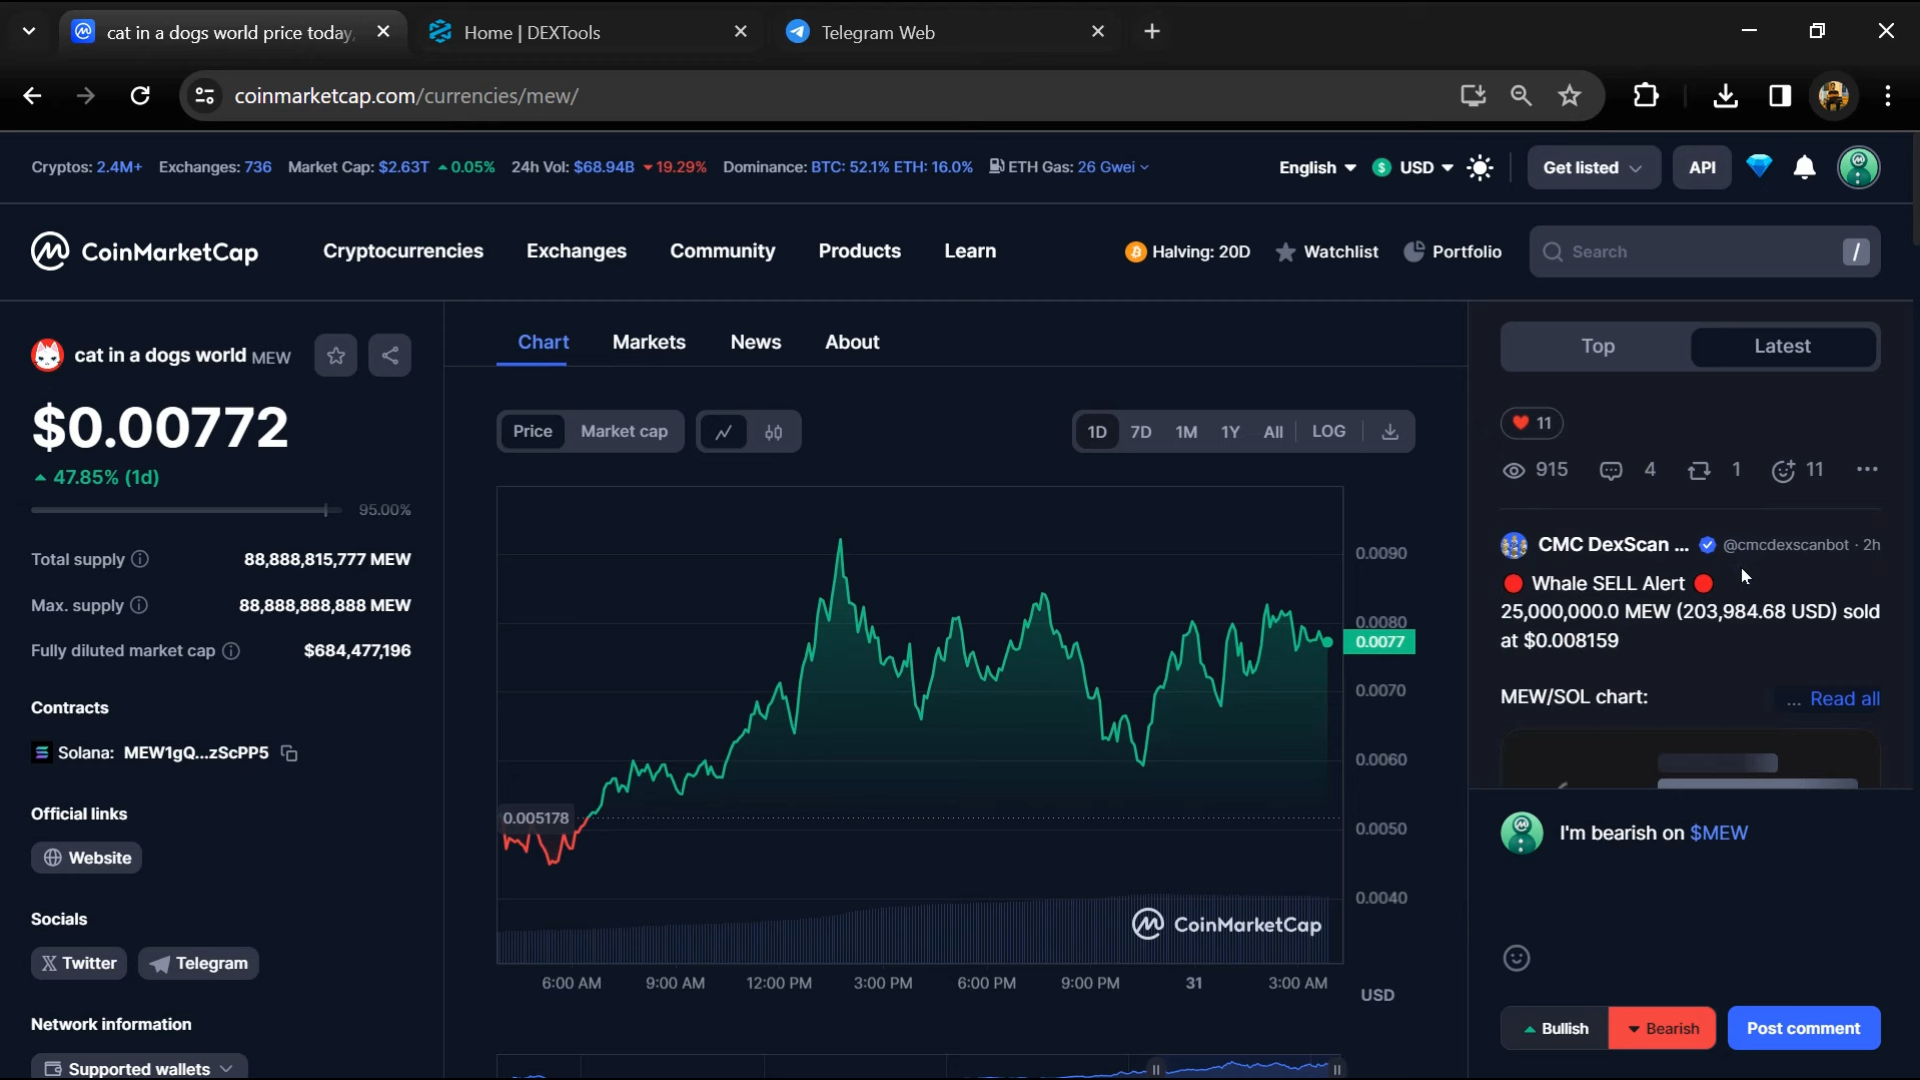 cat in a dogs world price today,
Home | DEXTools
Telegram Web
coinmarketcap.com/currencies/mew/
Cryptos: 2.4M+ Exchanges: 736 Market Cap: $2.63T 0.05% 24h Vol: $68.94B 19.29% Dominance: BTC: 52.1% ETH: 16.0% ETH Gas: 26 Gwei
English USD Get listed API
CoinMarketCap
Cryptocurrencies Exchanges Community Products Learn
Halving: 20D Watchlist Portfolio Search /
cat in a dogs world MEW
$0.00772
47.85% (1d)
95.00%
Total supply 88,888,815,777 MEW
Max. supply 88,888,888,888 MEW
Fully diluted market cap $684,477,196
Contracts
Solana: MEW1gQ...zScPP5
Official links
Website
Socials
Twitter Telegram
Network information
Supported wallets
Chart Markets News About
Price Market cap
1D 7D 1M 1Y All LOG
0.0090
0.0080
0.0077
0.0070
0.0060
0.005178
0.0050
0.0040
CoinMarketCap
6:00 AM 9:00 AM 12:00 PM 3:00 PM 6:00 PM 9:00 PM 31 3:00 AM
USD
Top Latest
11
915 4 1 11
CMC DexScan ... @cmcdexscanbot · 2h
Whale SELL Alert
25,000,000.0 MEW (203,984.68 USD) sold
at $0.008159
MEW/SOL chart: ... Read all
I'm bearish on $MEW
Bullish Bearish Post comment